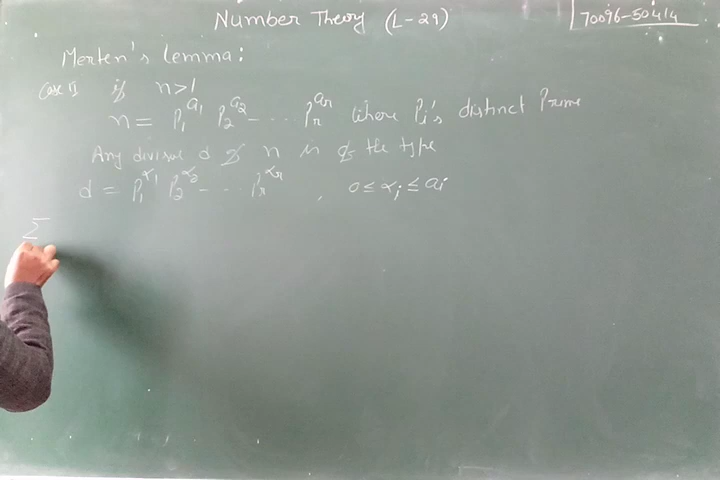 Number Theory (L-29)
70096-50414
Merten's Lemma:
Case II if n>1
n = P₁^a₁ P₂^a₂ --- Pᵣ^aᵣ where Pᵢ's distinct Prime
Any divisor d of n is of the type
d = P₁^α₁ P₂^α₂ --- Pᵣ^αᵣ , 0 ≤ αᵢ ≤ aᵢ
Σ